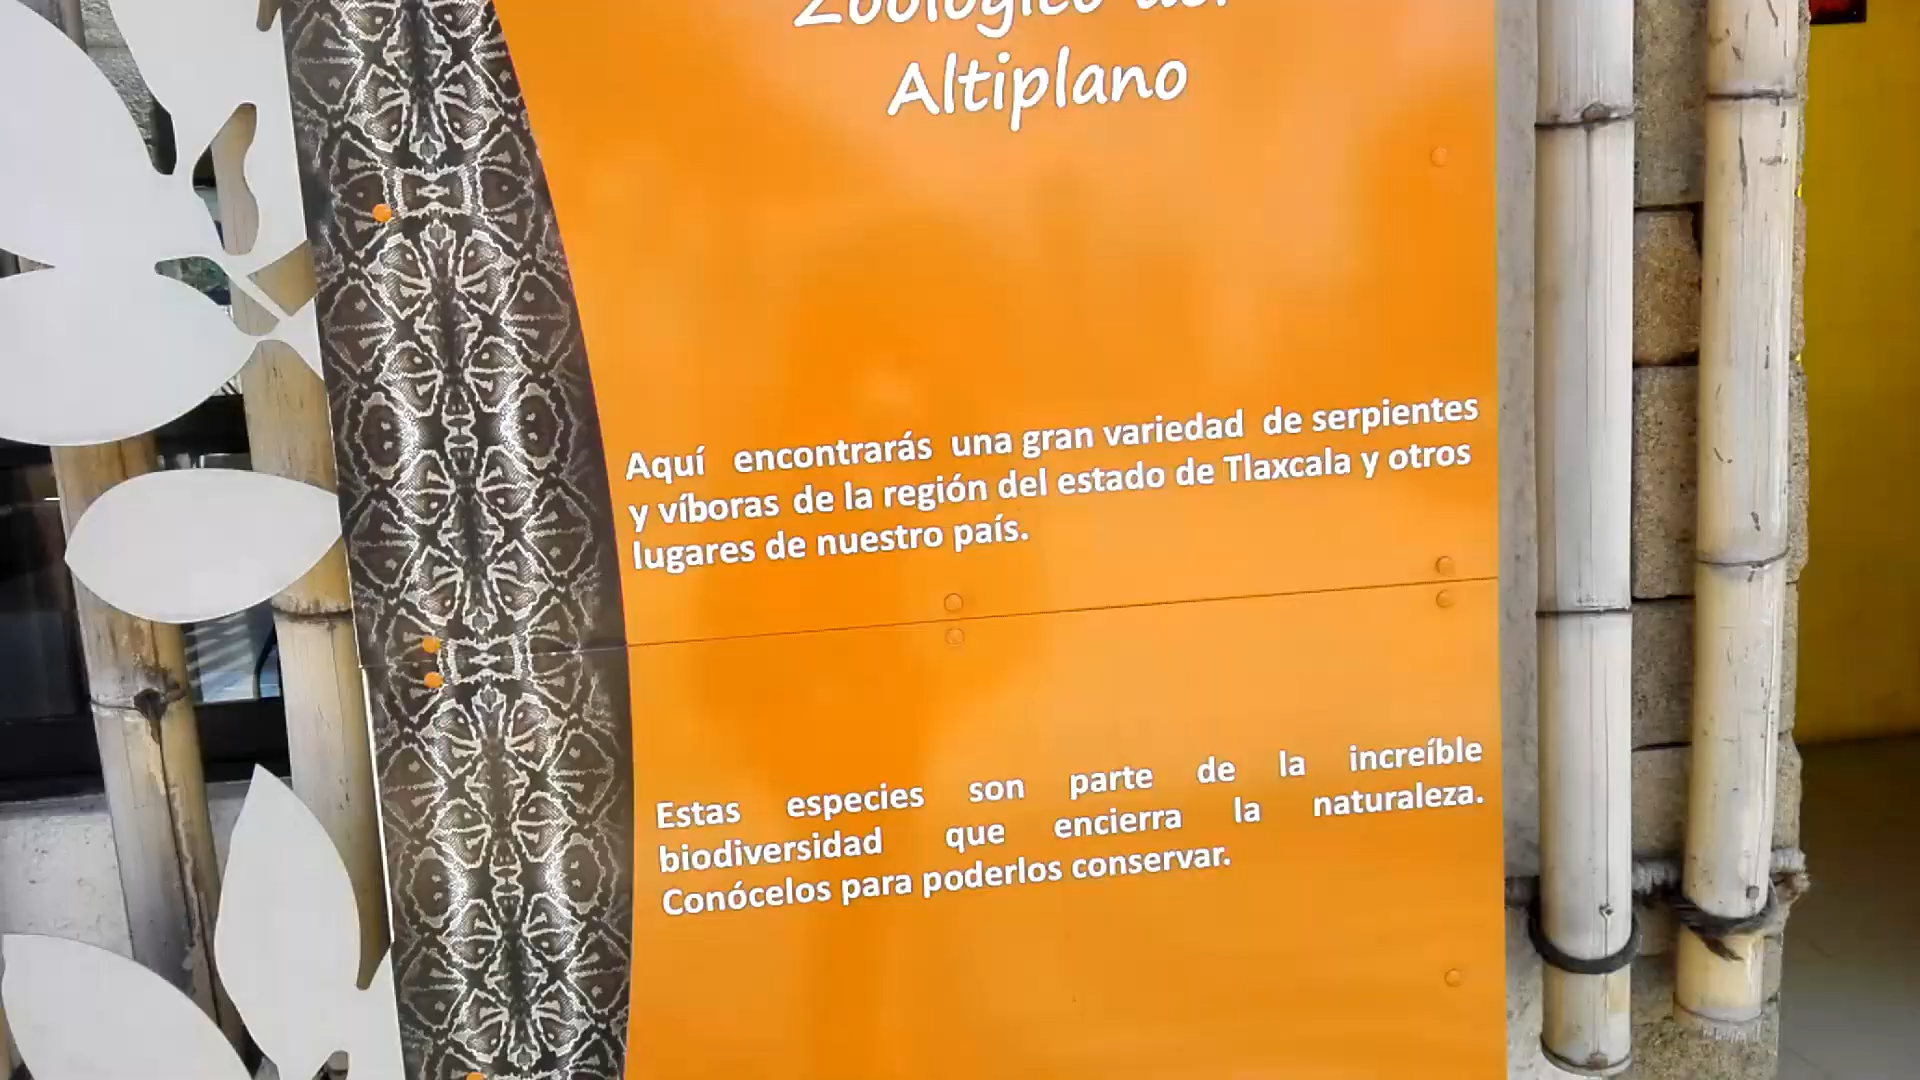 Zoológico del
Altiplano
Aquí encontrarás una gran variedad de serpientes
y víboras de la región del estado de Tlaxcala y otros
lugares de nuestro país.
Estas especies son parte de la increíble
biodiversidad que encierra la naturaleza.
Conócelos para poderlos conservar.